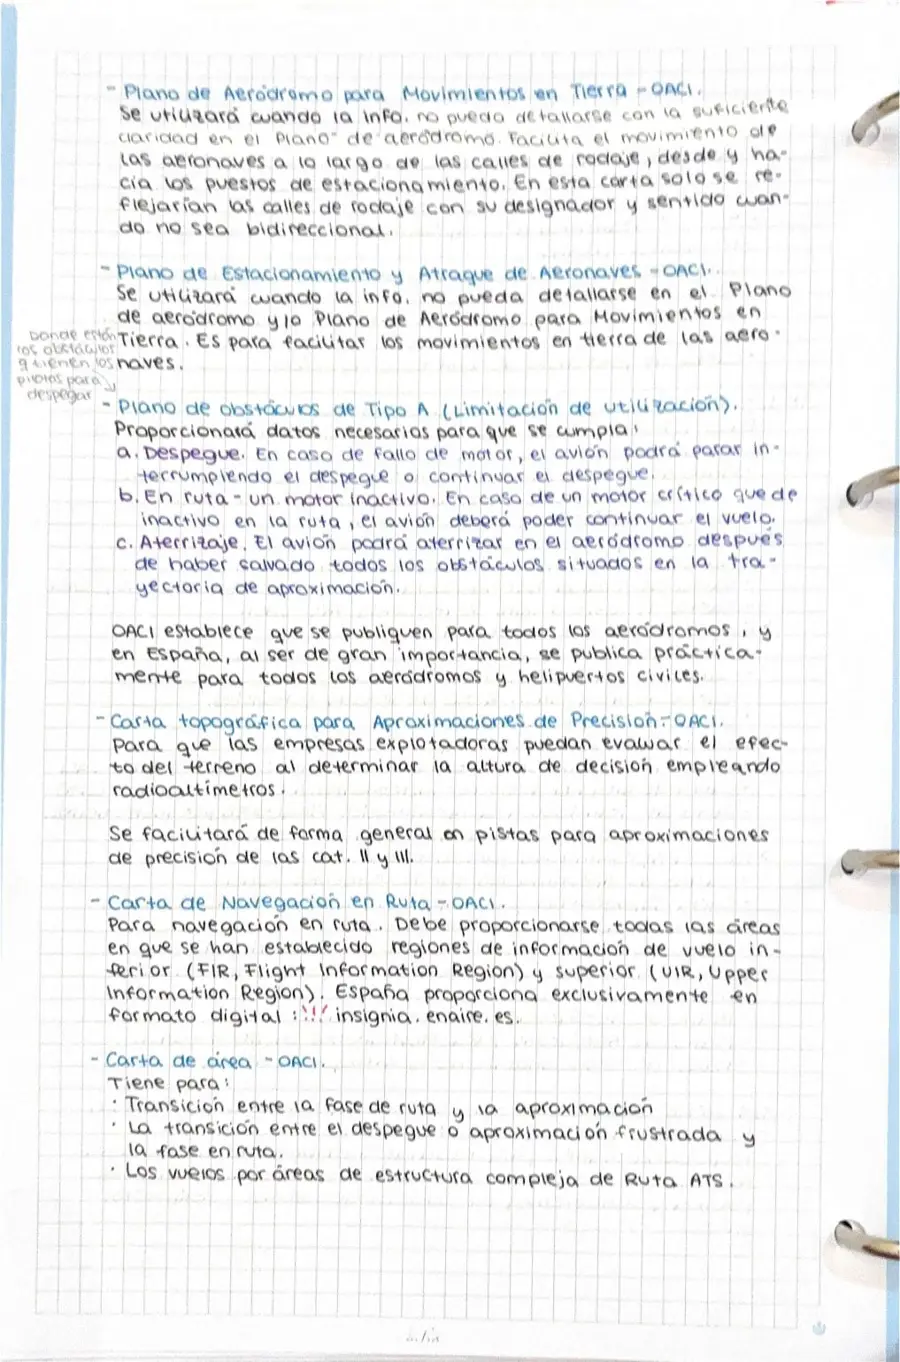 - Plano de Aeródromo para Movimientos en Tierra - OACI.
Se utilizará cuando la info. no pueda detallarse con la suficiente
claridad en el Plano de aeródromo. Facilita el movimiento de
las aeronaves a lo largo de las calles de rodaje, desde y ha-
cia los puestos de estacionamiento. En esta carta solo se re-
flejarían las calles de rodaje con su designador y sentido cuan-
do no sea bidireccional.
- Plano de Estacionamiento y Atraque de Aeronaves - OACI.
Se utilizará cuando la info. no pueda detallarse en el Plano
de aeródromo y/o Plano de Aeródromo para Movimientos en
Tierra. Es para facilitar los movimientos en tierra de las aero-
naves.
Donde están
los obstáculos
q tienen los
pilotos para
despegar
- Plano de obstáculos de Tipo A (Limitación de utilización).
Proporcionará datos necesarios para que se cumpla:
a. Despegue. En caso de fallo de motor, el avión podrá parar in-
terrumpiendo el despegue o continuar el despegue.
b. En ruta - un motor inactivo. En caso de un motor crítico quede
inactivo en la ruta, el avión deberá poder continuar el vuelo.
c. Aterrizaje. El avión podrá aterrizar en el aeródromo después
de haber salvado todos los obstáculos situados en la tra-
yectoria de aproximación.
OACI establece que se publiquen para todos los aeródromos, y
en España, al ser de gran importancia, se publica práctica-
mente para todos los aeródromos y helipuertos civiles.
- Carta topográfica para Aproximaciones de Precisión - OACI.
Para que las empresas explotadoras puedan evaluar el efec-
to del terreno al determinar la altura de decisión empleando
radioaltímetros.
Se facilitará de forma general en pistas para aproximaciones
de precisión de las cat. II y III.
- Carta de Navegación en Ruta - OACI.
Para navegación en ruta. Debe proporcionarse todas las áreas
en que se han establecido regiones de información de vuelo in-
ferior (FIR, Flight Information Region) y superior (UIR, Upper
Information Region). España proporciona exclusivamente en
formato digital : !!! insignia.enaire.es.
- Carta de área - OACI.
Tiene para:
· Transición entre la fase de ruta y la aproximación
· La transición entre el despegue o aproximación frustrada y
la fase en ruta.
· Los vuelos por áreas de estructura compleja de Ruta ATS.